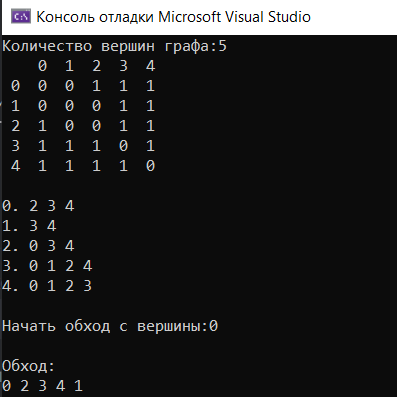 Консоль отладки Microsoft Visual Studio
Количество вершин графа:5
0 1 2 3 4
0 0 0 1 1 1
1 0 0 0 1 1
2 1 0 0 1 1
3 1 1 1 0 1
4 1 1 1 1 0
0. 2 3 4
1. 3 4
2. 0 3 4
3. 0 1 2 4
4. 0 1 2 3
Начать обход с вершины:0
Обход:
0 2 3 4 1